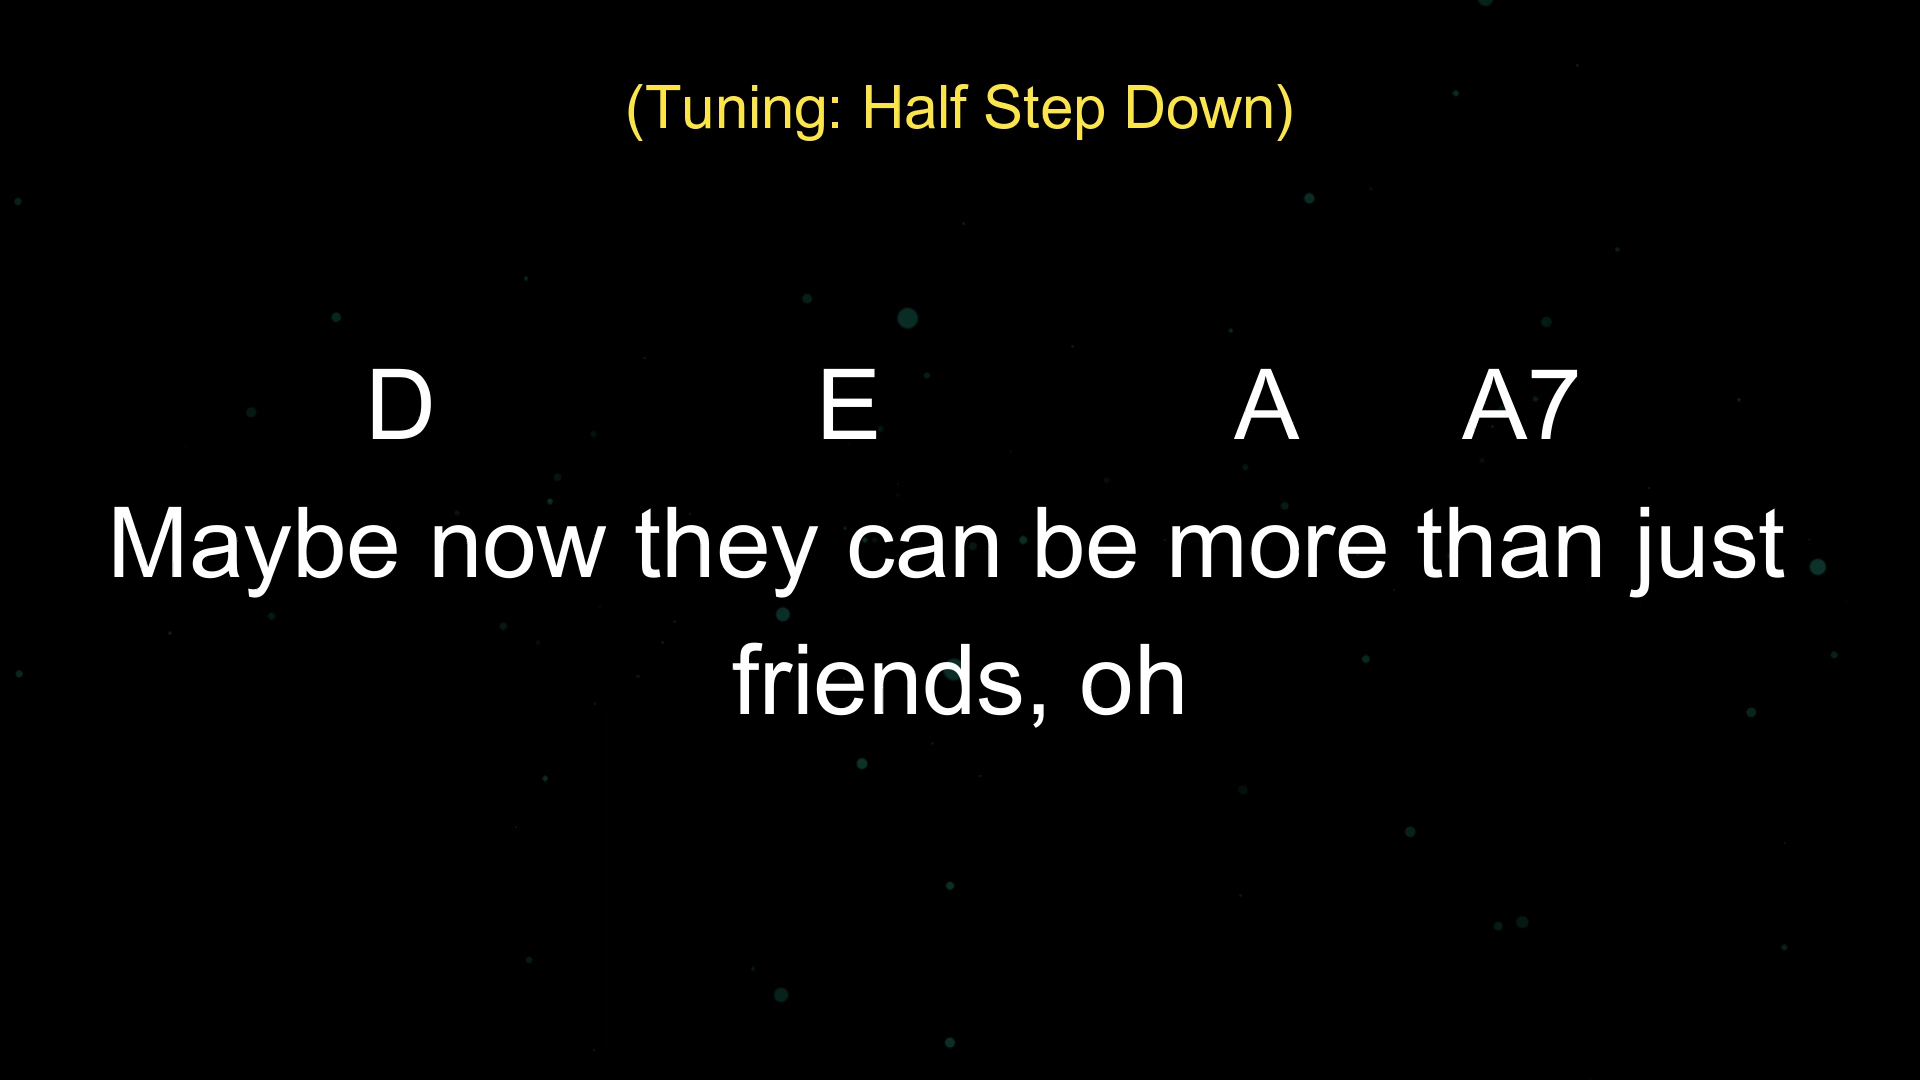 (Tuning: Half Step Down)
D E A A7
Maybe now they can be more than just
friends, oh